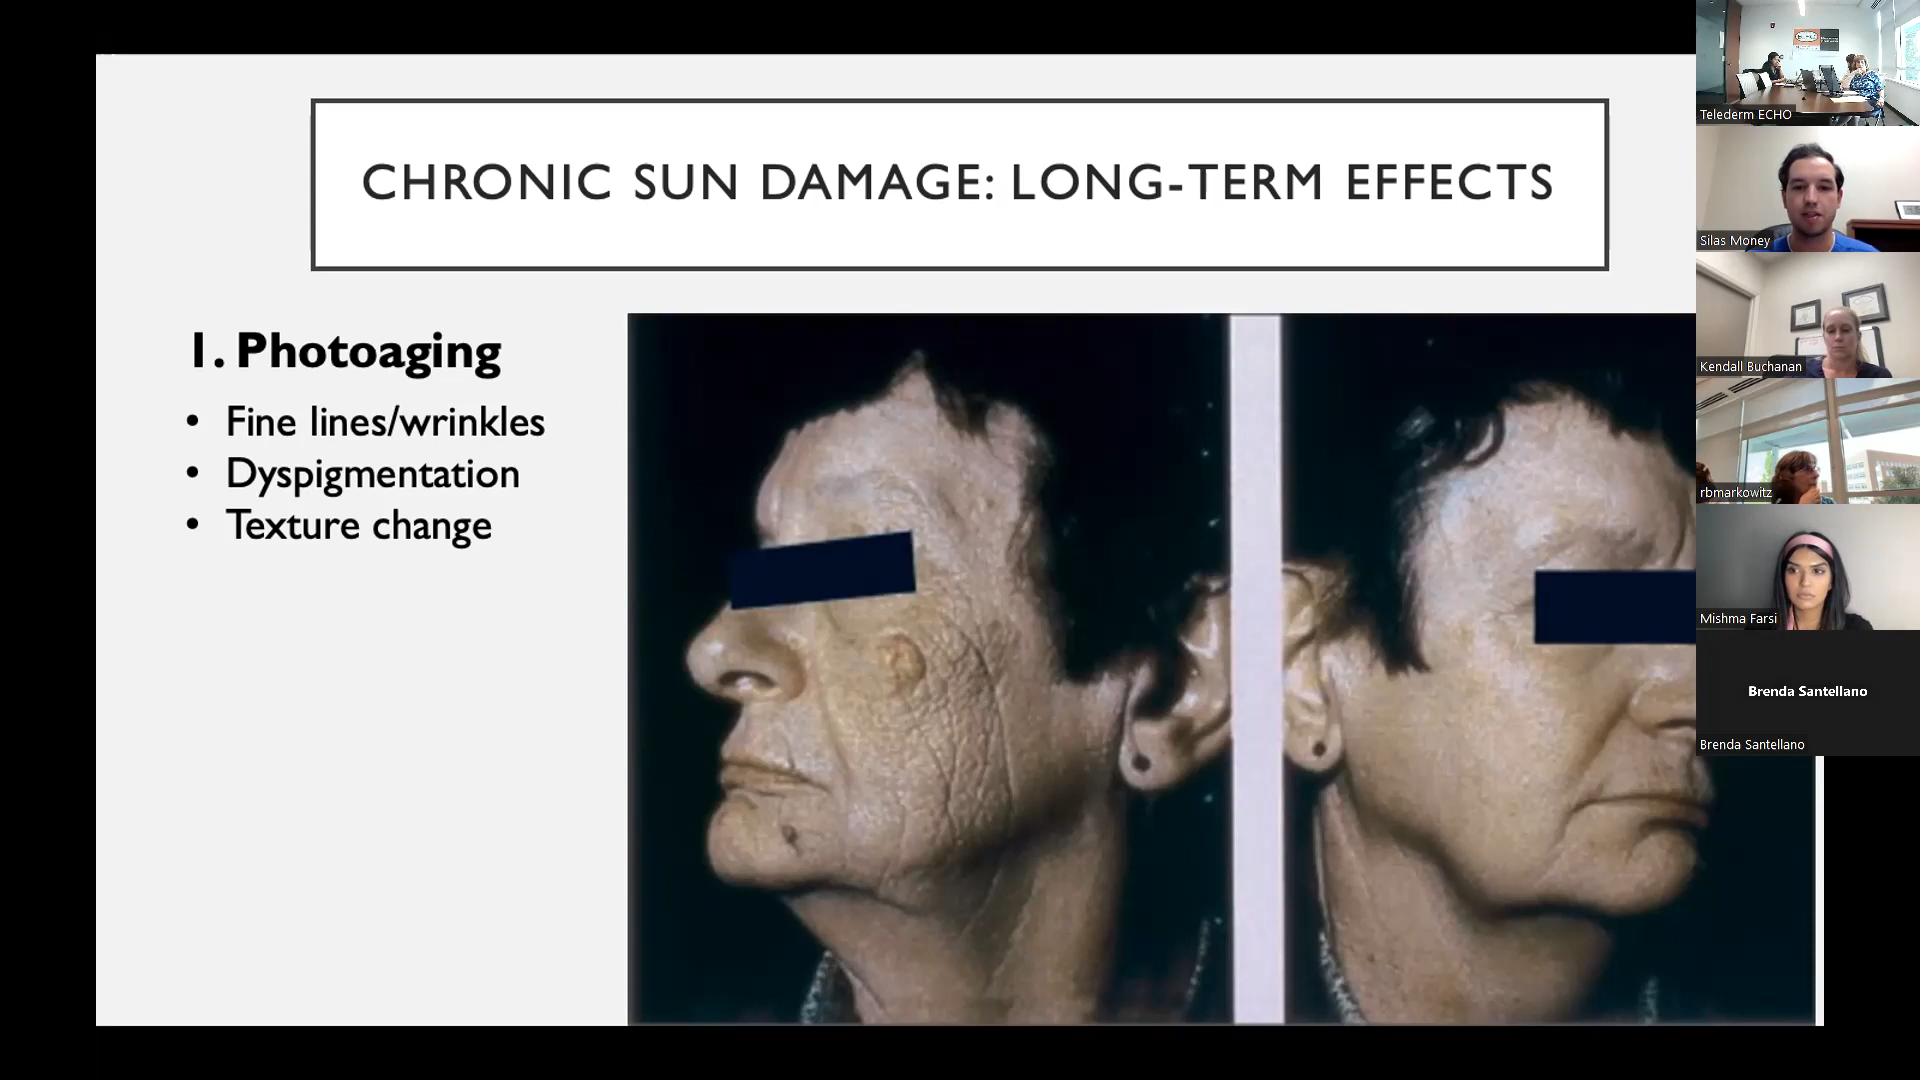 CHRONIC SUN DAMAGE: LONG-TERM EFFECTS
1. Photoaging
• Fine lines/wrinkles
• Dyspigmentation
• Texture change
Telederm ECHO
Silas Money
Kendall Buchanan
rbmarkowitz
Mishma Farsi
Brenda Santellano
Brenda Santellano